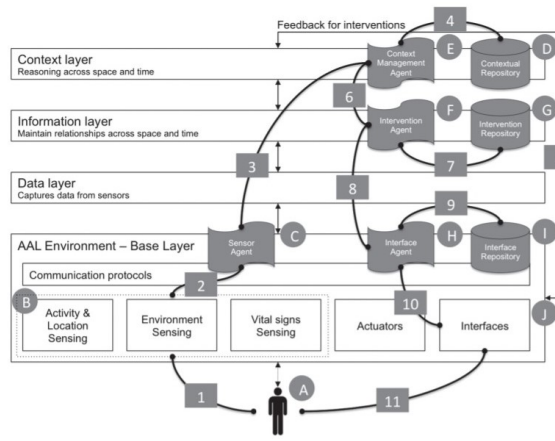 Feedback for interventions
4
Context layer
Reasoning across space and time
Context
Management
Agent
E
Contextual
Repository
D
6
Information layer
Maintain relationships across space and time
Intervention
Agent
F
Intervention
Repository
G
3
7
Data layer
Captures data from sensors
8
9
AAL Environment – Base Layer
Sensor
Agent
C
Interface
Agent
H
Interface
Repository
I
Communication protocols
2
B
Activity &
Location
Sensing
Environment
Sensing
Vital signs
Sensing
10
Actuators
Interfaces
J
1
A
11